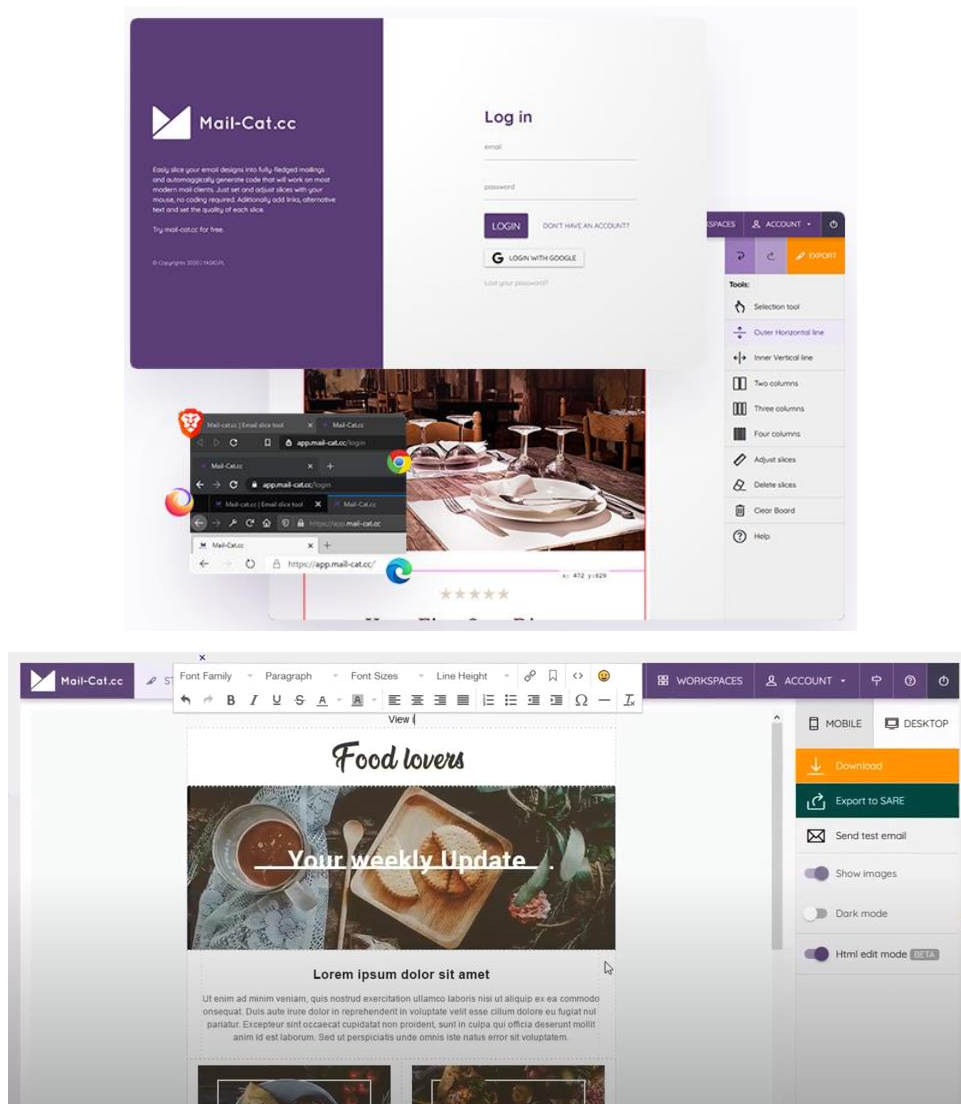 Mail-Cat.cc
Easily slice your email designs into fully-fledged mailings
and automaggically generate code that will work on most
modern mail clients. Just set and adjust slices with your
mouse, no coding required. Aditionally add links, alternative
text and set the quality of each slice.
Try mail-cat.cc for free.
© Copyrights 2020 | YAGO.PL
Log in
email
password
LOGIN
DON'T HAVE AN ACCOUNT?
LOGIN WITH GOOGLE
Lost your password?
SPACES
ACCOUNT
EXPORT
Tools:
Selection tool
Outer Horizontal line
Inner Vertical line
Two columns
Three columns
Four columns
Adjust slices
Delete slices
Clear Board
Help
Mail-cat.cc | Email slice tool
Mail-Cat.cc
app.mail-cat.cc/login
Mail-Cat.cc
app.mail-cat.cc/login
Mail-cat.cc | Email slice tool
Mail-Cat.cc
https://app.mail-cat.cc
Mail-Cat.cc
https://app.mail-cat.cc/
x: 472 y:629
Mail-Cat.cc
ST
Font Family
Paragraph
Font Sizes
Line Height
WORKSPACES
ACCOUNT
View i
MOBILE
DESKTOP
Download
Export to SARE
Send test email
Show images
Dark mode
Html edit mode BETA
Food lovers
Your weekly Update
Lorem ipsum dolor sit amet
Ut enim ad minim veniam, quis nostrud exercitation ullamco laboris nisi ut aliquip ex ea commodo
onsequat. Duis aute irure dolor in reprehenderit in voluptate velit esse cillum dolore eu fugiat nul
pariatur. Excepteur sint occaecat cupidatat non proident, sunt in culpa qui officia deserunt mollit
anim id est laborum. Sed ut perspiciatis unde omnis iste natus error sit voluptatem.